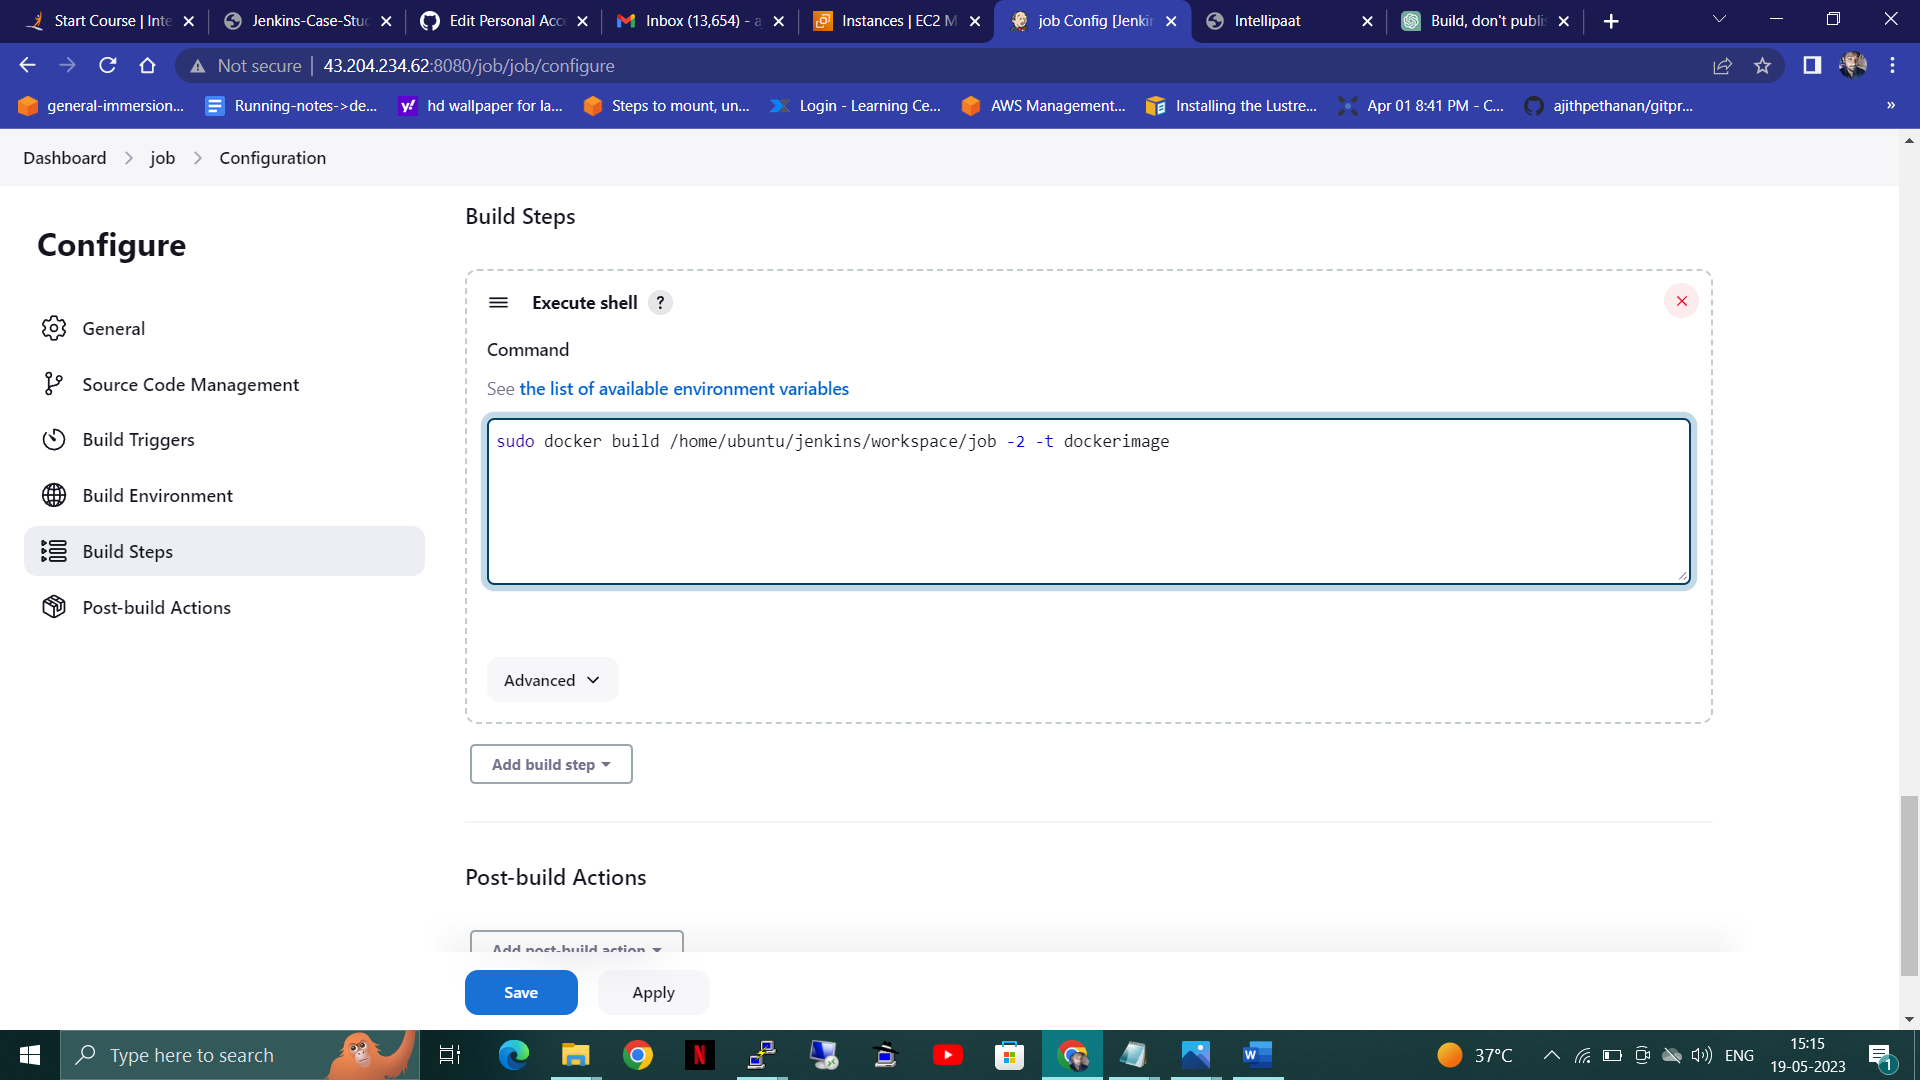 Start Course | Inte
Jenkins-Case-Stud
Edit Personal Acce
Inbox (13,654) - a
Instances | EC2 M
job Config [Jenkin
Intellipaat
Build, don't publis
Not secure
43.204.234.62:8080/job/job/configure
general-immersion...
Running-notes->de...
y!
hd wallpaper for la...
Steps to mount, un...
Login - Learning Ce...
AWS Management...
Installing the Lustre...
Apr 01 8:41 PM - C...
ajithpethanan/gitpr...
»
Dashboard
job
Configuration
Configure
General
Source Code Management
Build Triggers
Build Environment
Build Steps
Post-build Actions
Build Steps
Execute shell ?
Command
See the list of available environment variables
sudo docker build /home/ubuntu/jenkins/workspace/job -2 -t dockerimage
Advanced
Add build step
Post-build Actions
Add post-build action
Save
Apply
Type here to search
N
W
37°C
ENG
15:15
19-05-2023
1